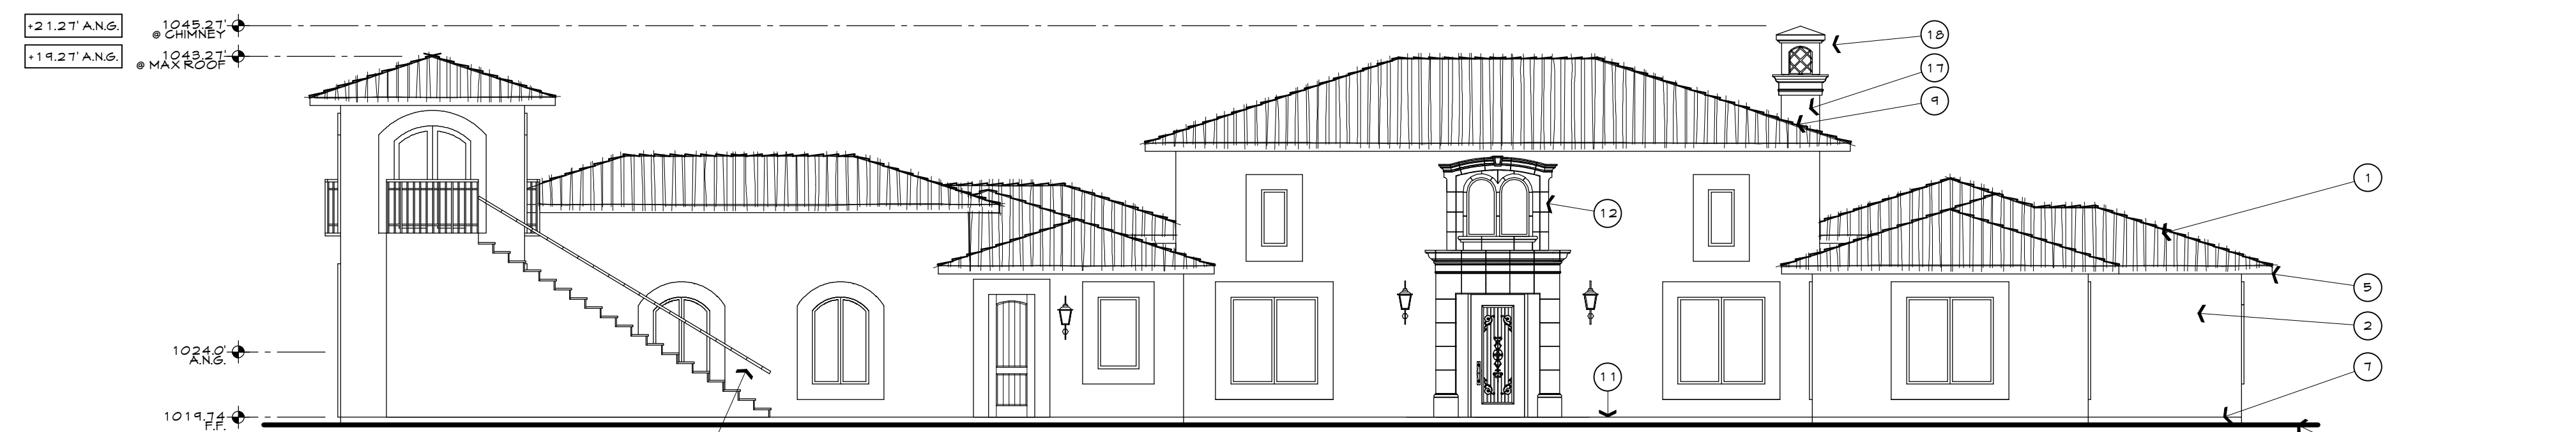 +21.27' A.N.G.
1045.27'
@ CHIMNEY
+19.27' A.N.G.
1043.27'
@ MAX ROOF
18
17
9
1
12
5
2
1024.0'
A.N.G.
11
7
1019.74
F.F.